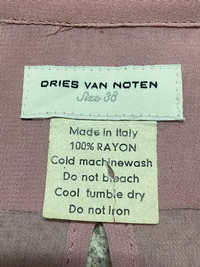 DRIES VAN NOTEN
Size 38
Made in Italy
100% RAYON
Cold machinewash
Do not bleach
Cool tumble dry
Do not iron